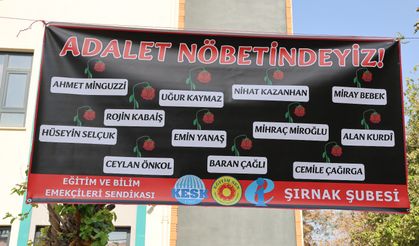 ADALET NÖBETİNDEYİZ!
AHMET MİNGUZZİ
UĞUR KAYMAZ
NİHAT KAZANHAN
MİRAY BEBEK
ROJİN KABAİŞ
HÜSEYİN SELÇUK
EMİN YANAŞ
MİHRAÇ MİROĞLU
ALAN KURDİ
CEYLAN ÖNKOL
BARAN ÇAĞLI
CEMİLE ÇAĞIRGA
EĞİTİM VE BİLİM
EMEKÇİLERİ SENDİKASI
KESK
ŞIRNAK ŞUBESİ